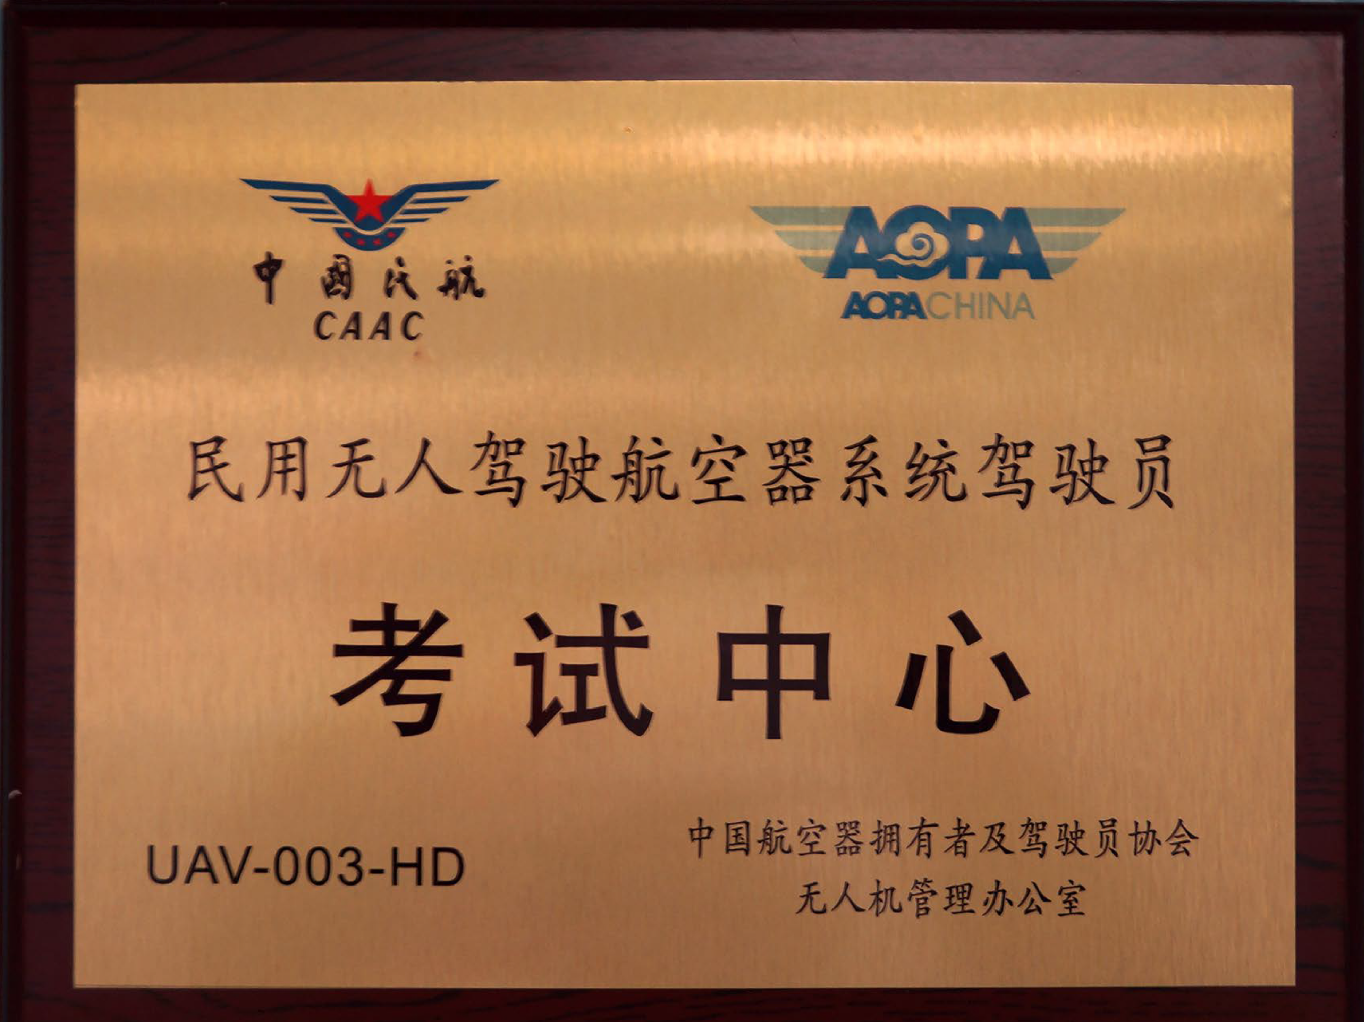 中國民航
CAAC
AOPA
AOPACHINA
民用无人驾驶航空器系统驾驶员
考试中心
UAV-003-HD
中国航空器拥有者及驾驶员协会
无人机管理办公室